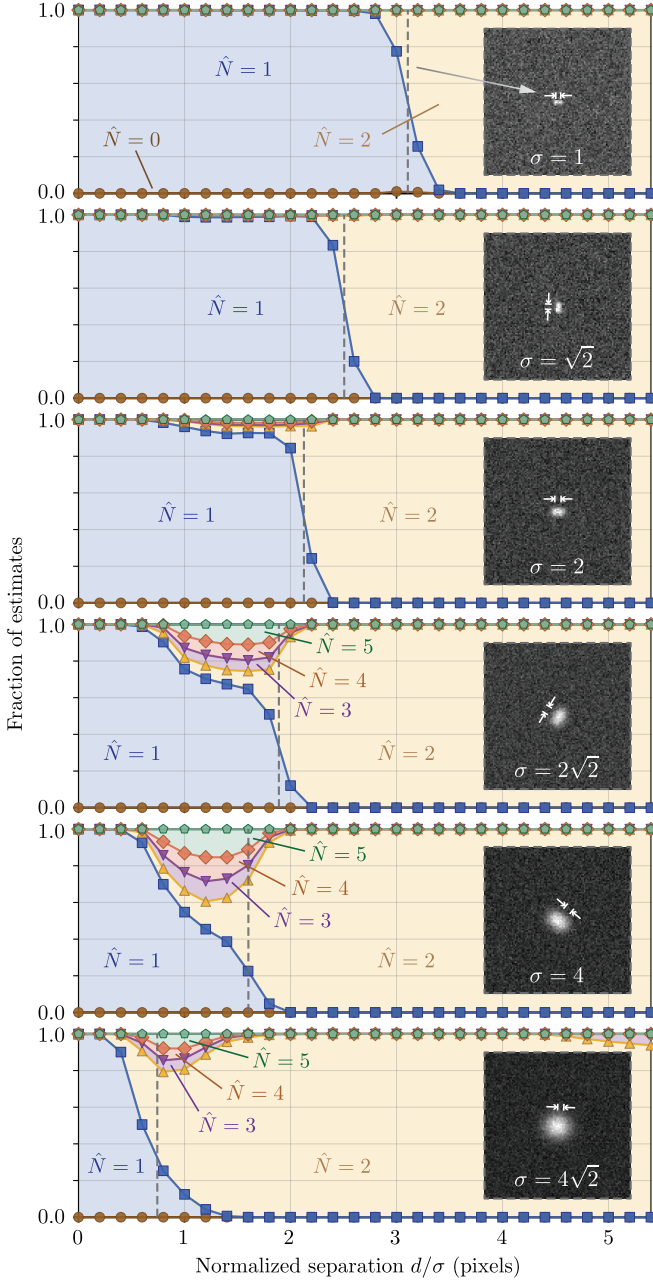 1.0
N̂ = 1
N̂ = 0
N̂ = 2
σ = 1
0.0
1.0
N̂ = 1
N̂ = 2
σ = √2
0.0
1.0
N̂ = 1
N̂ = 2
σ = 2
0.0
Fraction of estimates
1.0
N̂ = 5
N̂ = 4
N̂ = 3
N̂ = 1
N̂ = 2
σ = 2√2
0.0
1.0
N̂ = 5
N̂ = 4
N̂ = 3
N̂ = 1
N̂ = 2
σ = 4
0.0
1.0
N̂ = 5
N̂ = 4
N̂ = 3
N̂ = 1
N̂ = 2
σ = 4√2
0.0
0 1 2 3 4 5
Normalized separation d/σ (pixels)